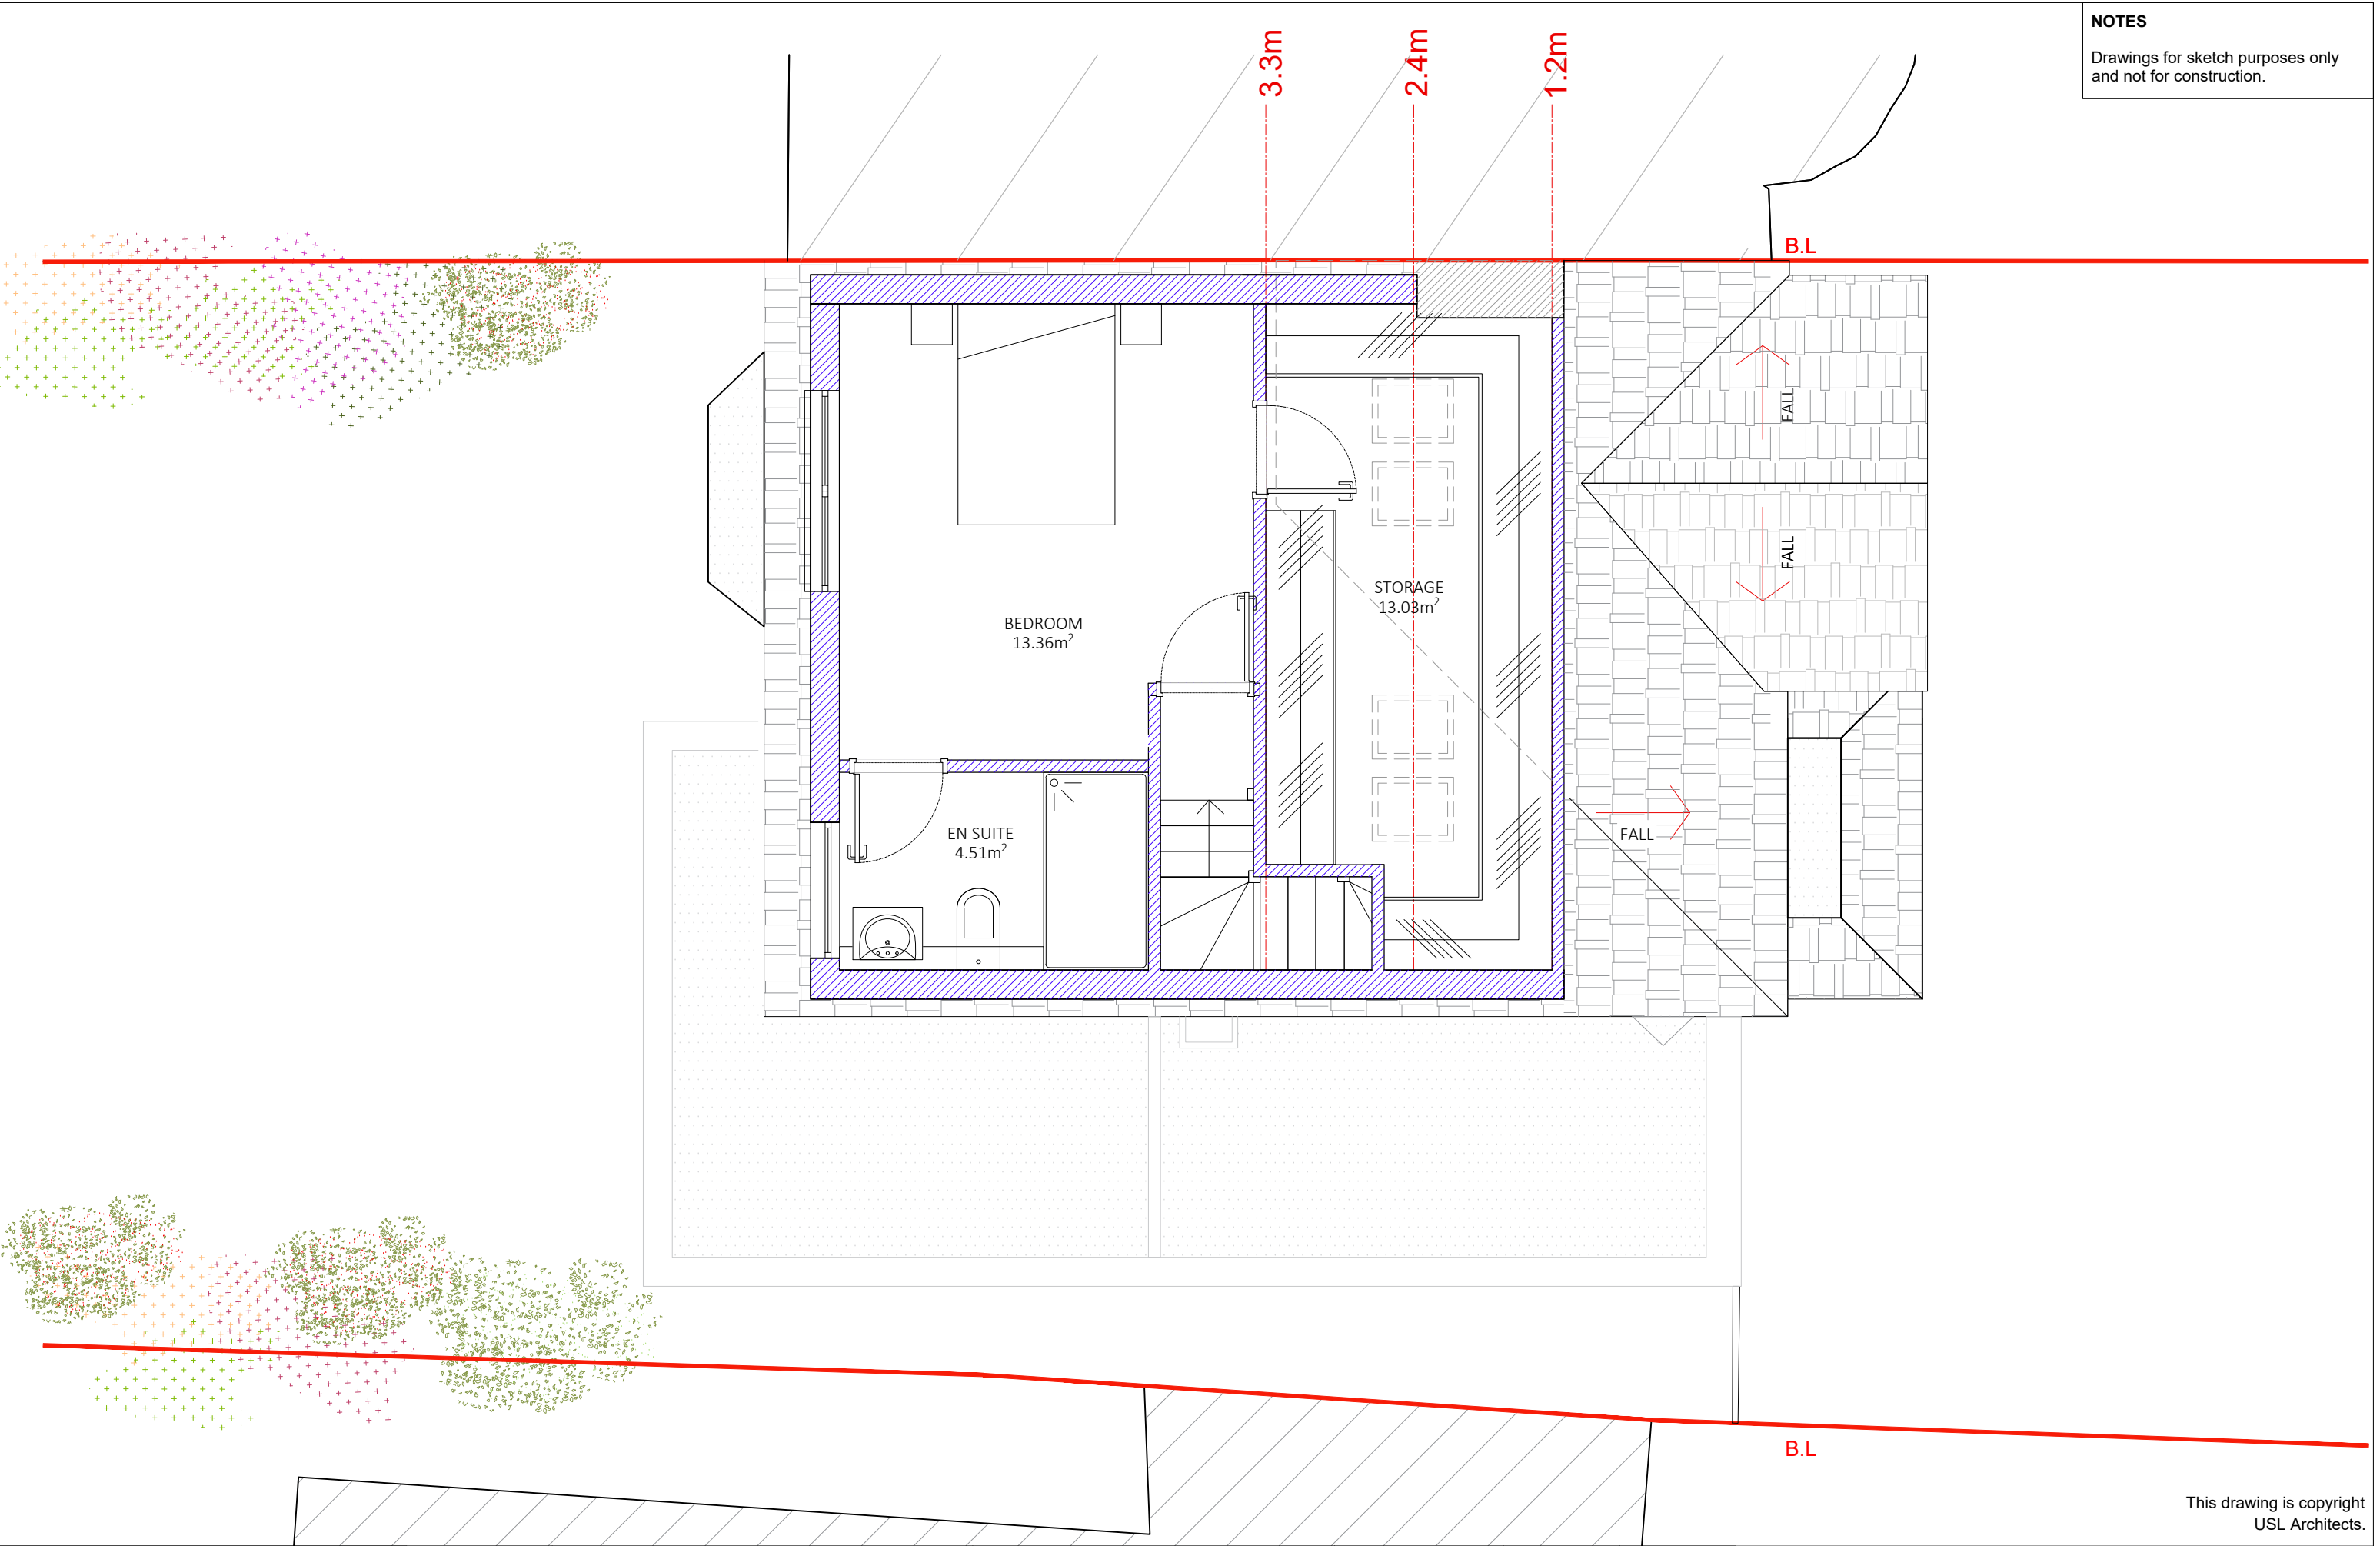 NOTES
Drawings for sketch purposes only
and not for construction.
3.3m
2.4m
1.2m
B.L
FALL
FALL
STORAGE
13.03m²
BEDROOM
13.36m²
EN SUITE
4.51m²
FALL
B.L
This drawing is copyright
USL Architects.